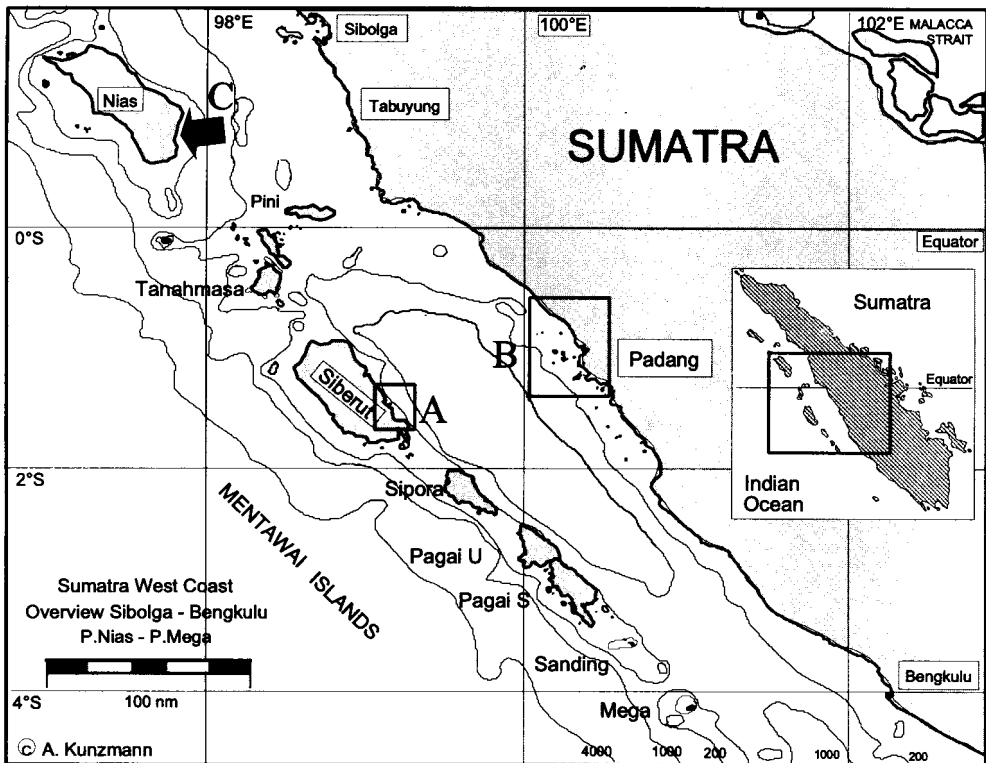 98°E
Sibolga
100°E
102°E MALACCA
STRAIT
Nias
C
Tabuyung
SUMATRA
Pini
0°S
Equator
Tanahmasa
Sumatra
B
Padang
Equator
Siberut
A
2°S
Sipora
Indian
Ocean
MENTAWAI ISLANDS
Pagai U
Sumatra West Coast
Overview Sibolga - Bengkulu
P.Nias - P.Mega
Pagai S
Sanding
100 nm
Bengkulu
4°S
Mega
© A. Kunzmann
4000 1000 200 1000 200